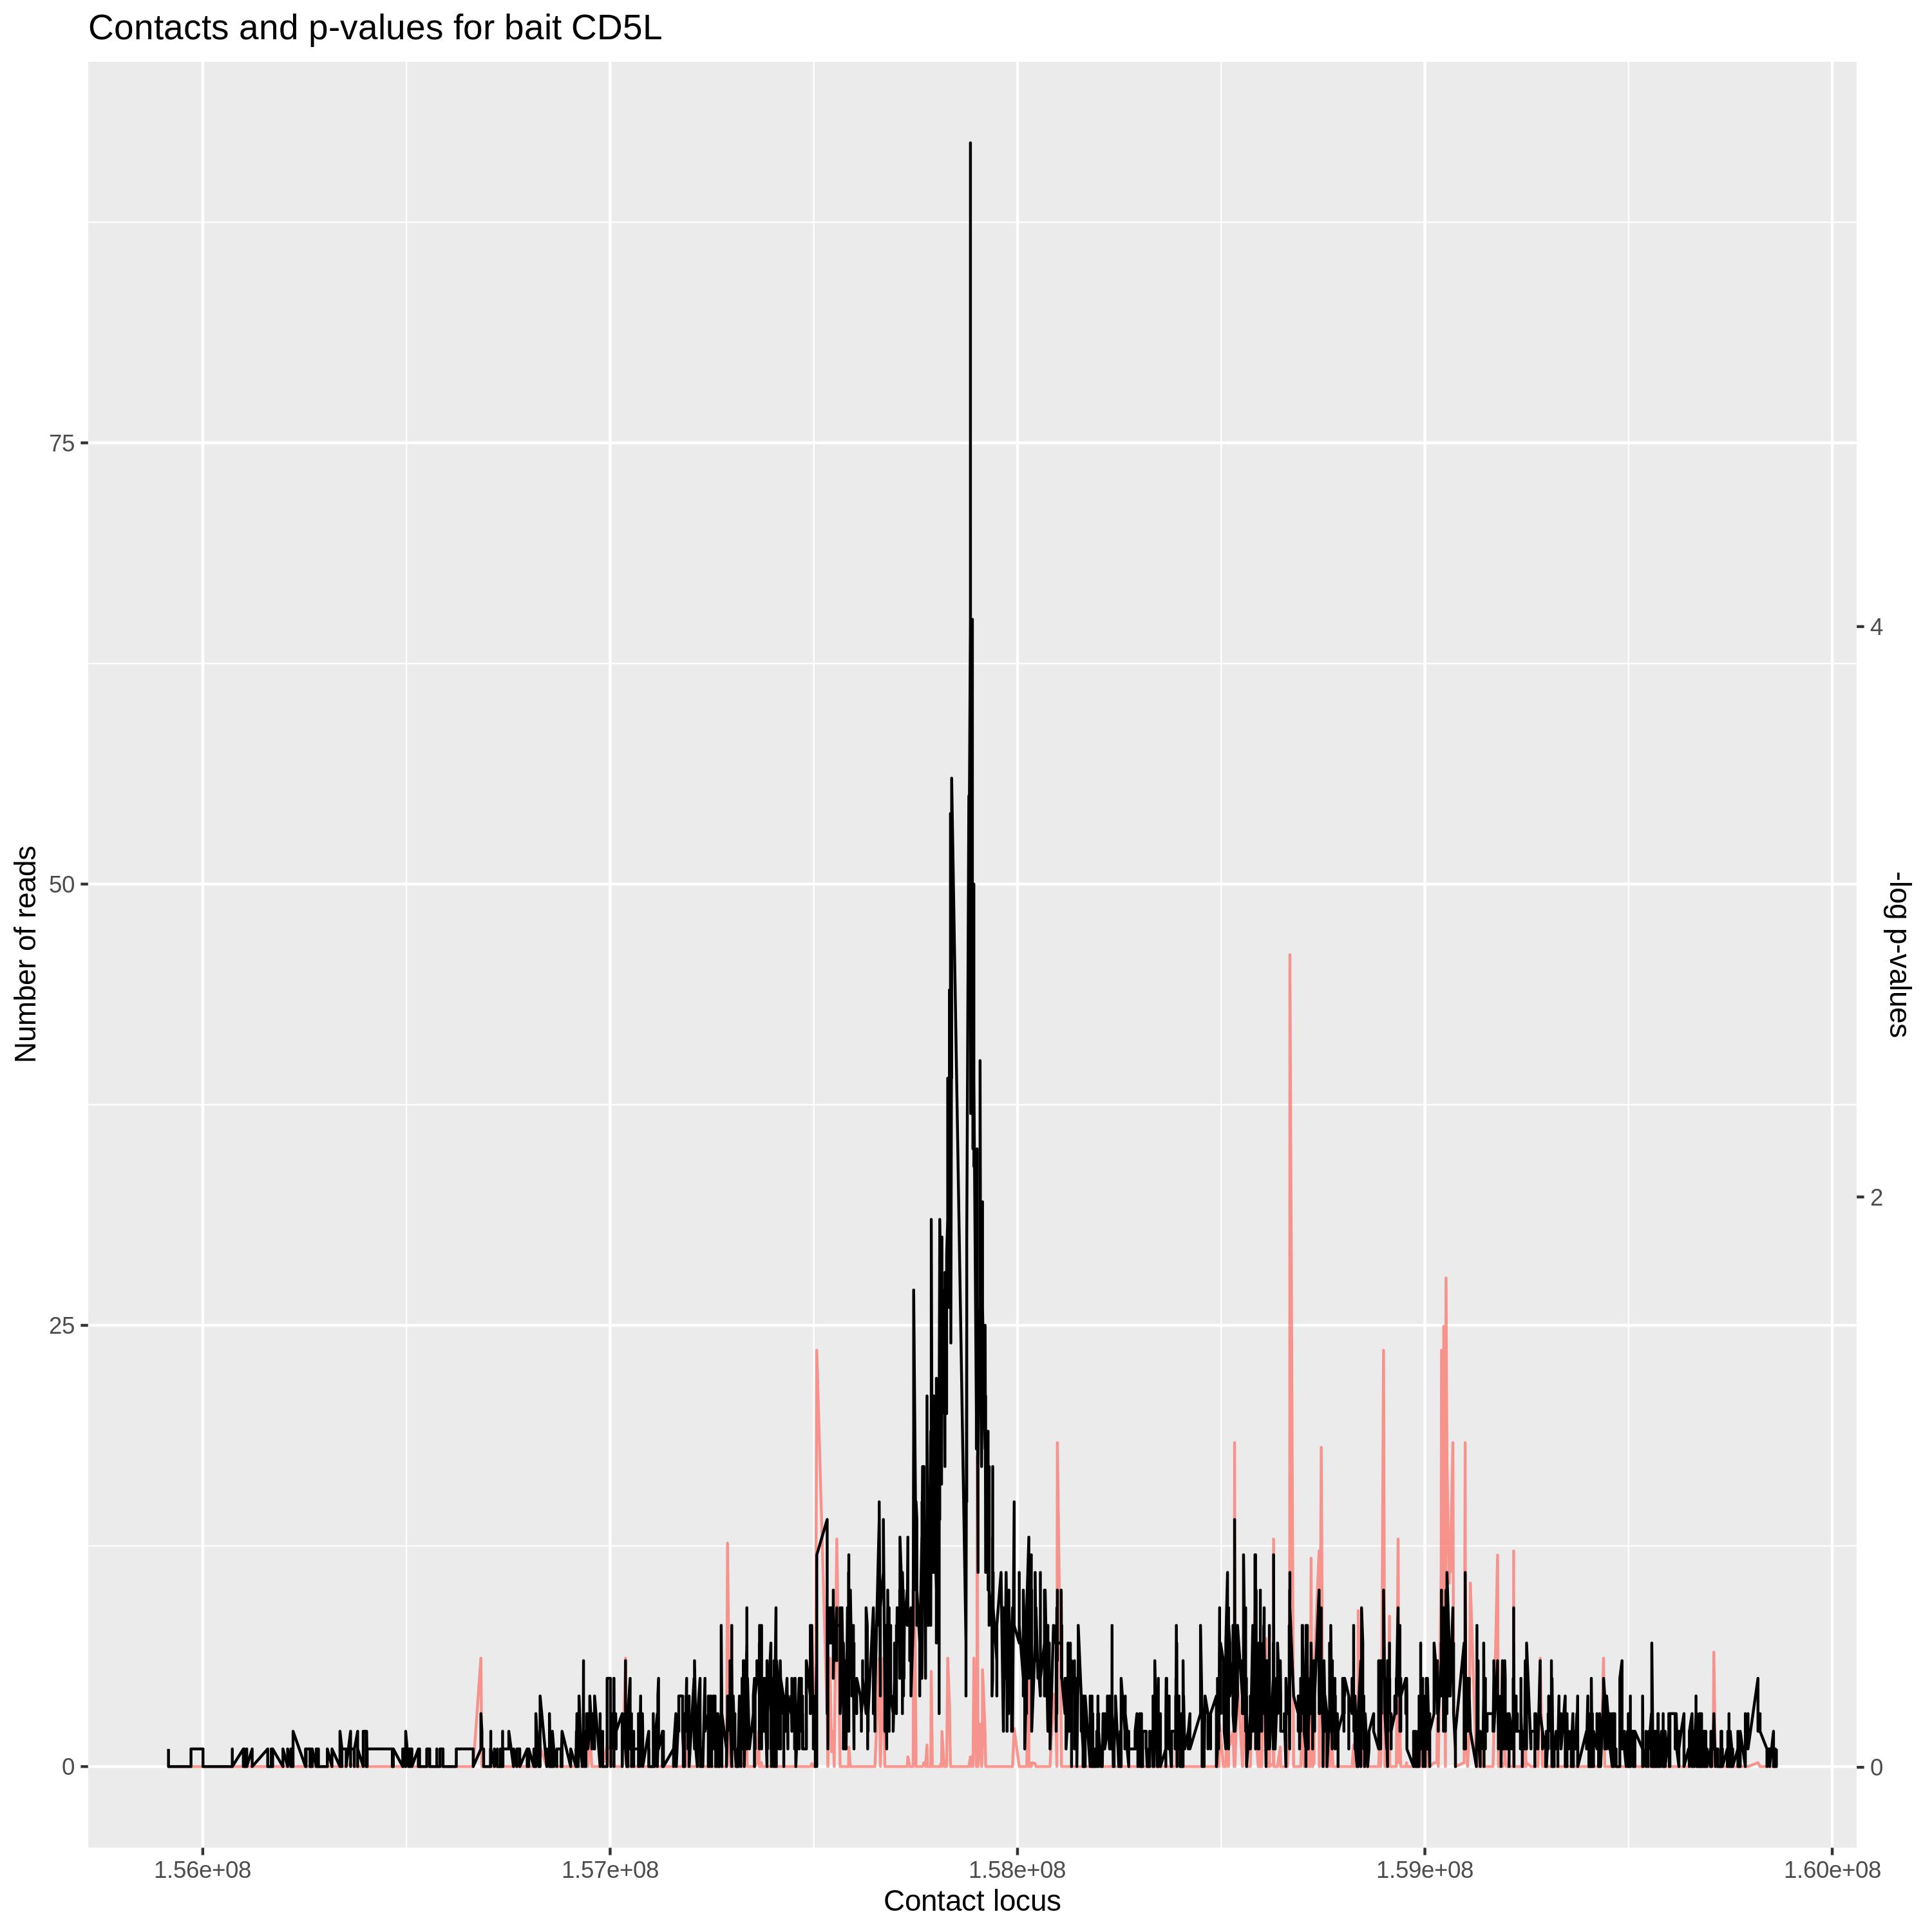 Contacts and p-values for bait CD5L
Number of reads
75
50
25
0
4
2
0
-log p-values
1.56e+08
1.57e+08
1.58e+08
1.59e+08
1.60e+08
Contact locus